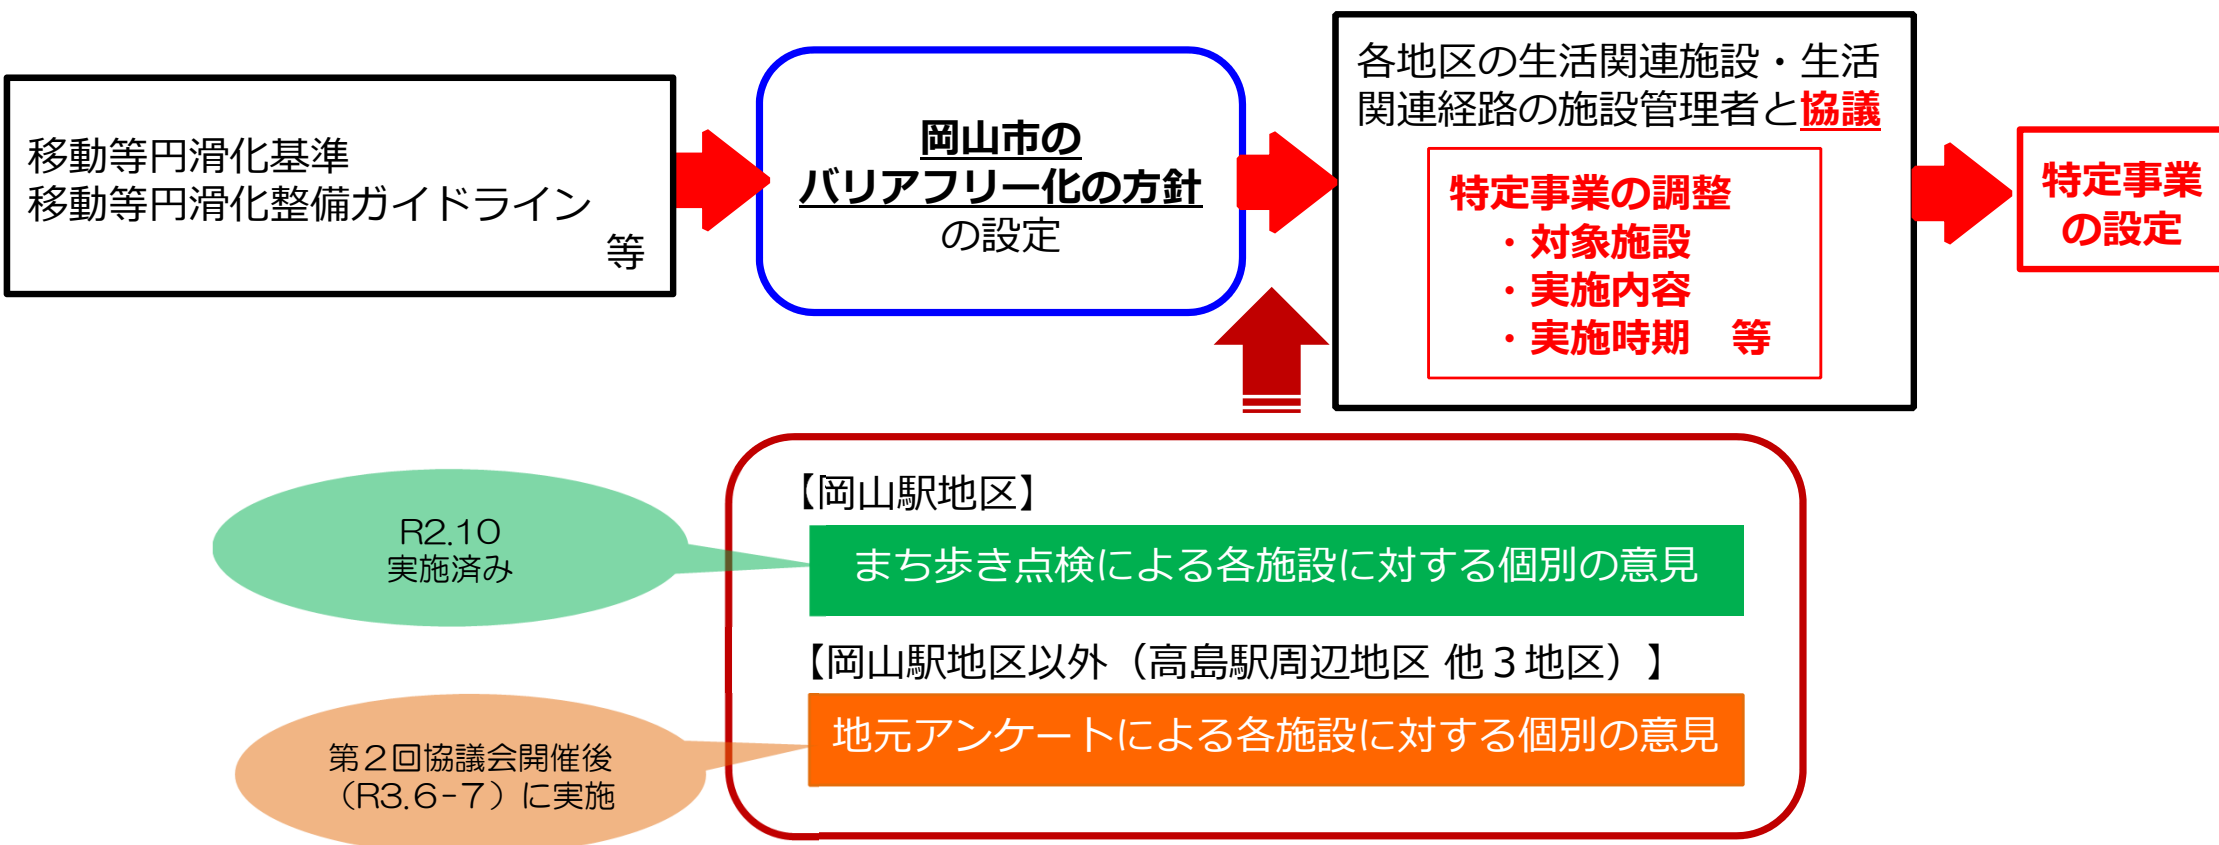 移動等円滑化基準
移動等円滑化整備ガイドライン
等
岡山市の
バリアフリー化の方針
の設定
各地区の生活関連施設・生活
関連経路の施設管理者と協議
特定事業の調整
・対象施設
・実施内容
・実施時期　等
特定事業
の設定
【岡山駅地区】
R2.10
実施済み
まち歩き点検による各施設に対する個別の意見
【岡山駅地区以外（高島駅周辺地区 他３地区）】
地元アンケートによる各施設に対する個別の意見
第２回協議会開催後
（R3.6-7）に実施